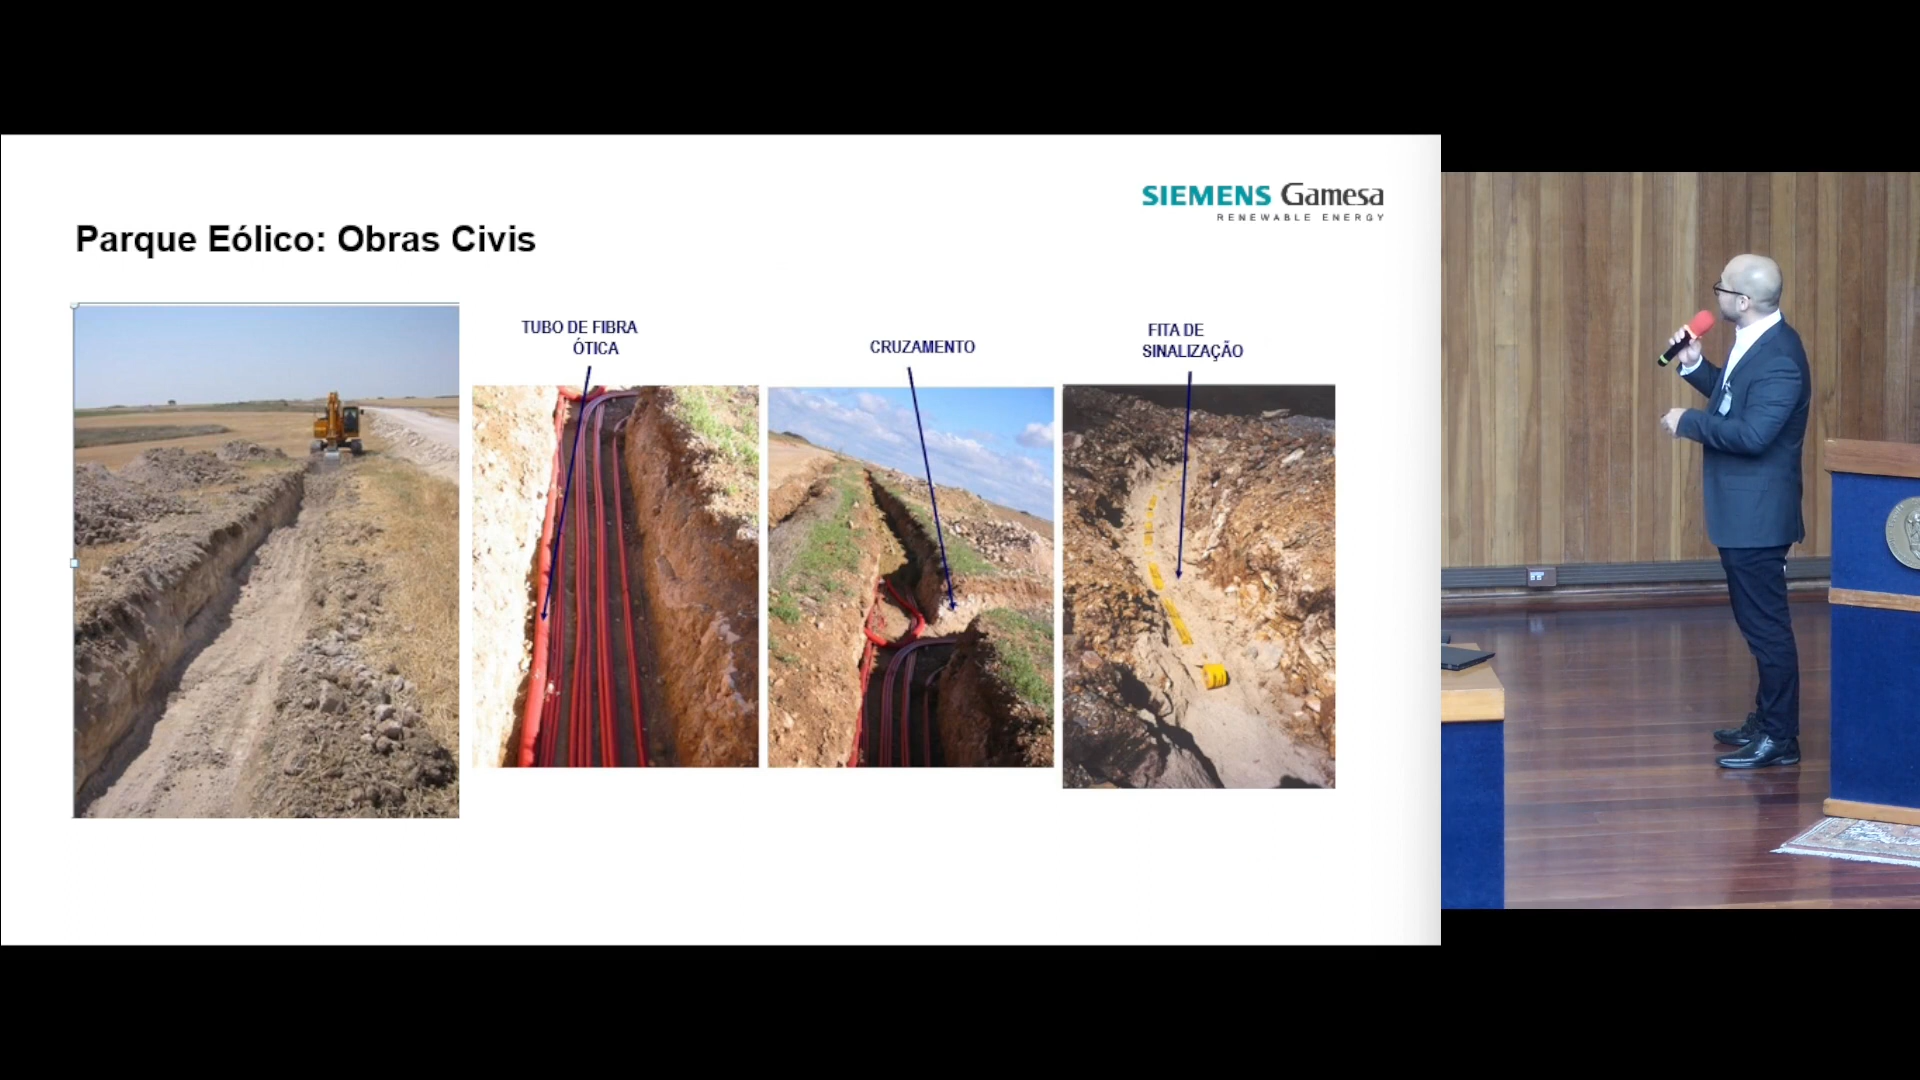 SIEMENS Gamesa
RENEWABLE ENERGY
Parque Eólico: Obras Civis
TUBO DE FIBRA
ÓTICA
CRUZAMENTO
FITA DE
SINALIZAÇÃO